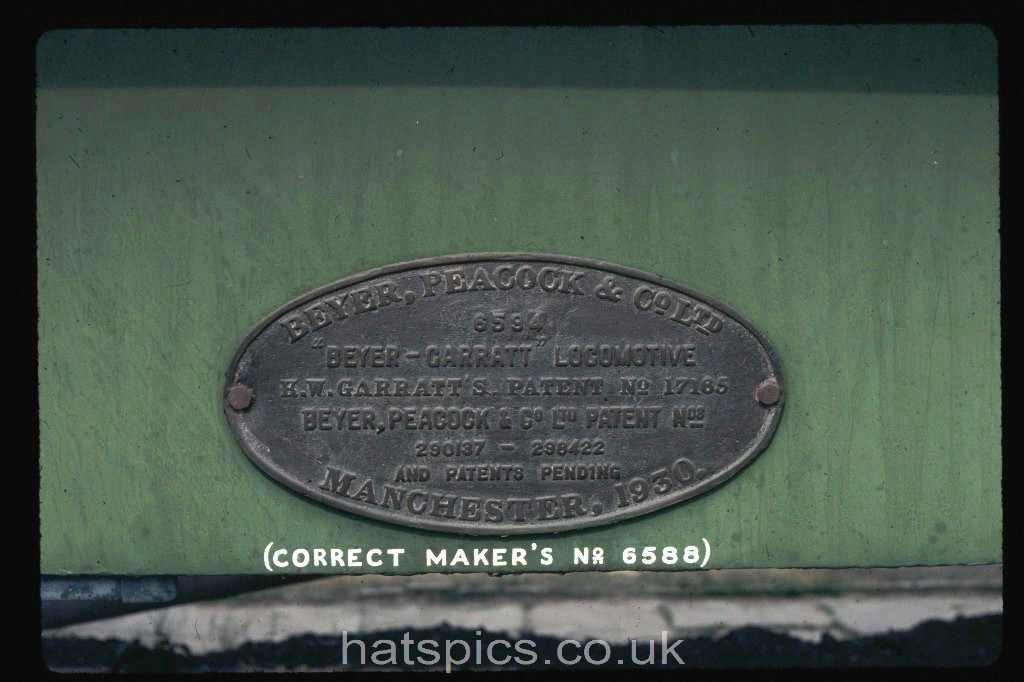 BEYER, PEACOCK & Cº LTD
6594
"BEYER-GARRATT" LOCOMOTIVE
H.W. GARRATT'S. PATENT Nº 17165
BEYER, PEACOCK & Cº LTD PATENT Nos
290137 - 298422
AND PATENTS PENDING
MANCHESTER, 1930.
(CORRECT MAKER'S Nº 6588)
hatspics.co.uk